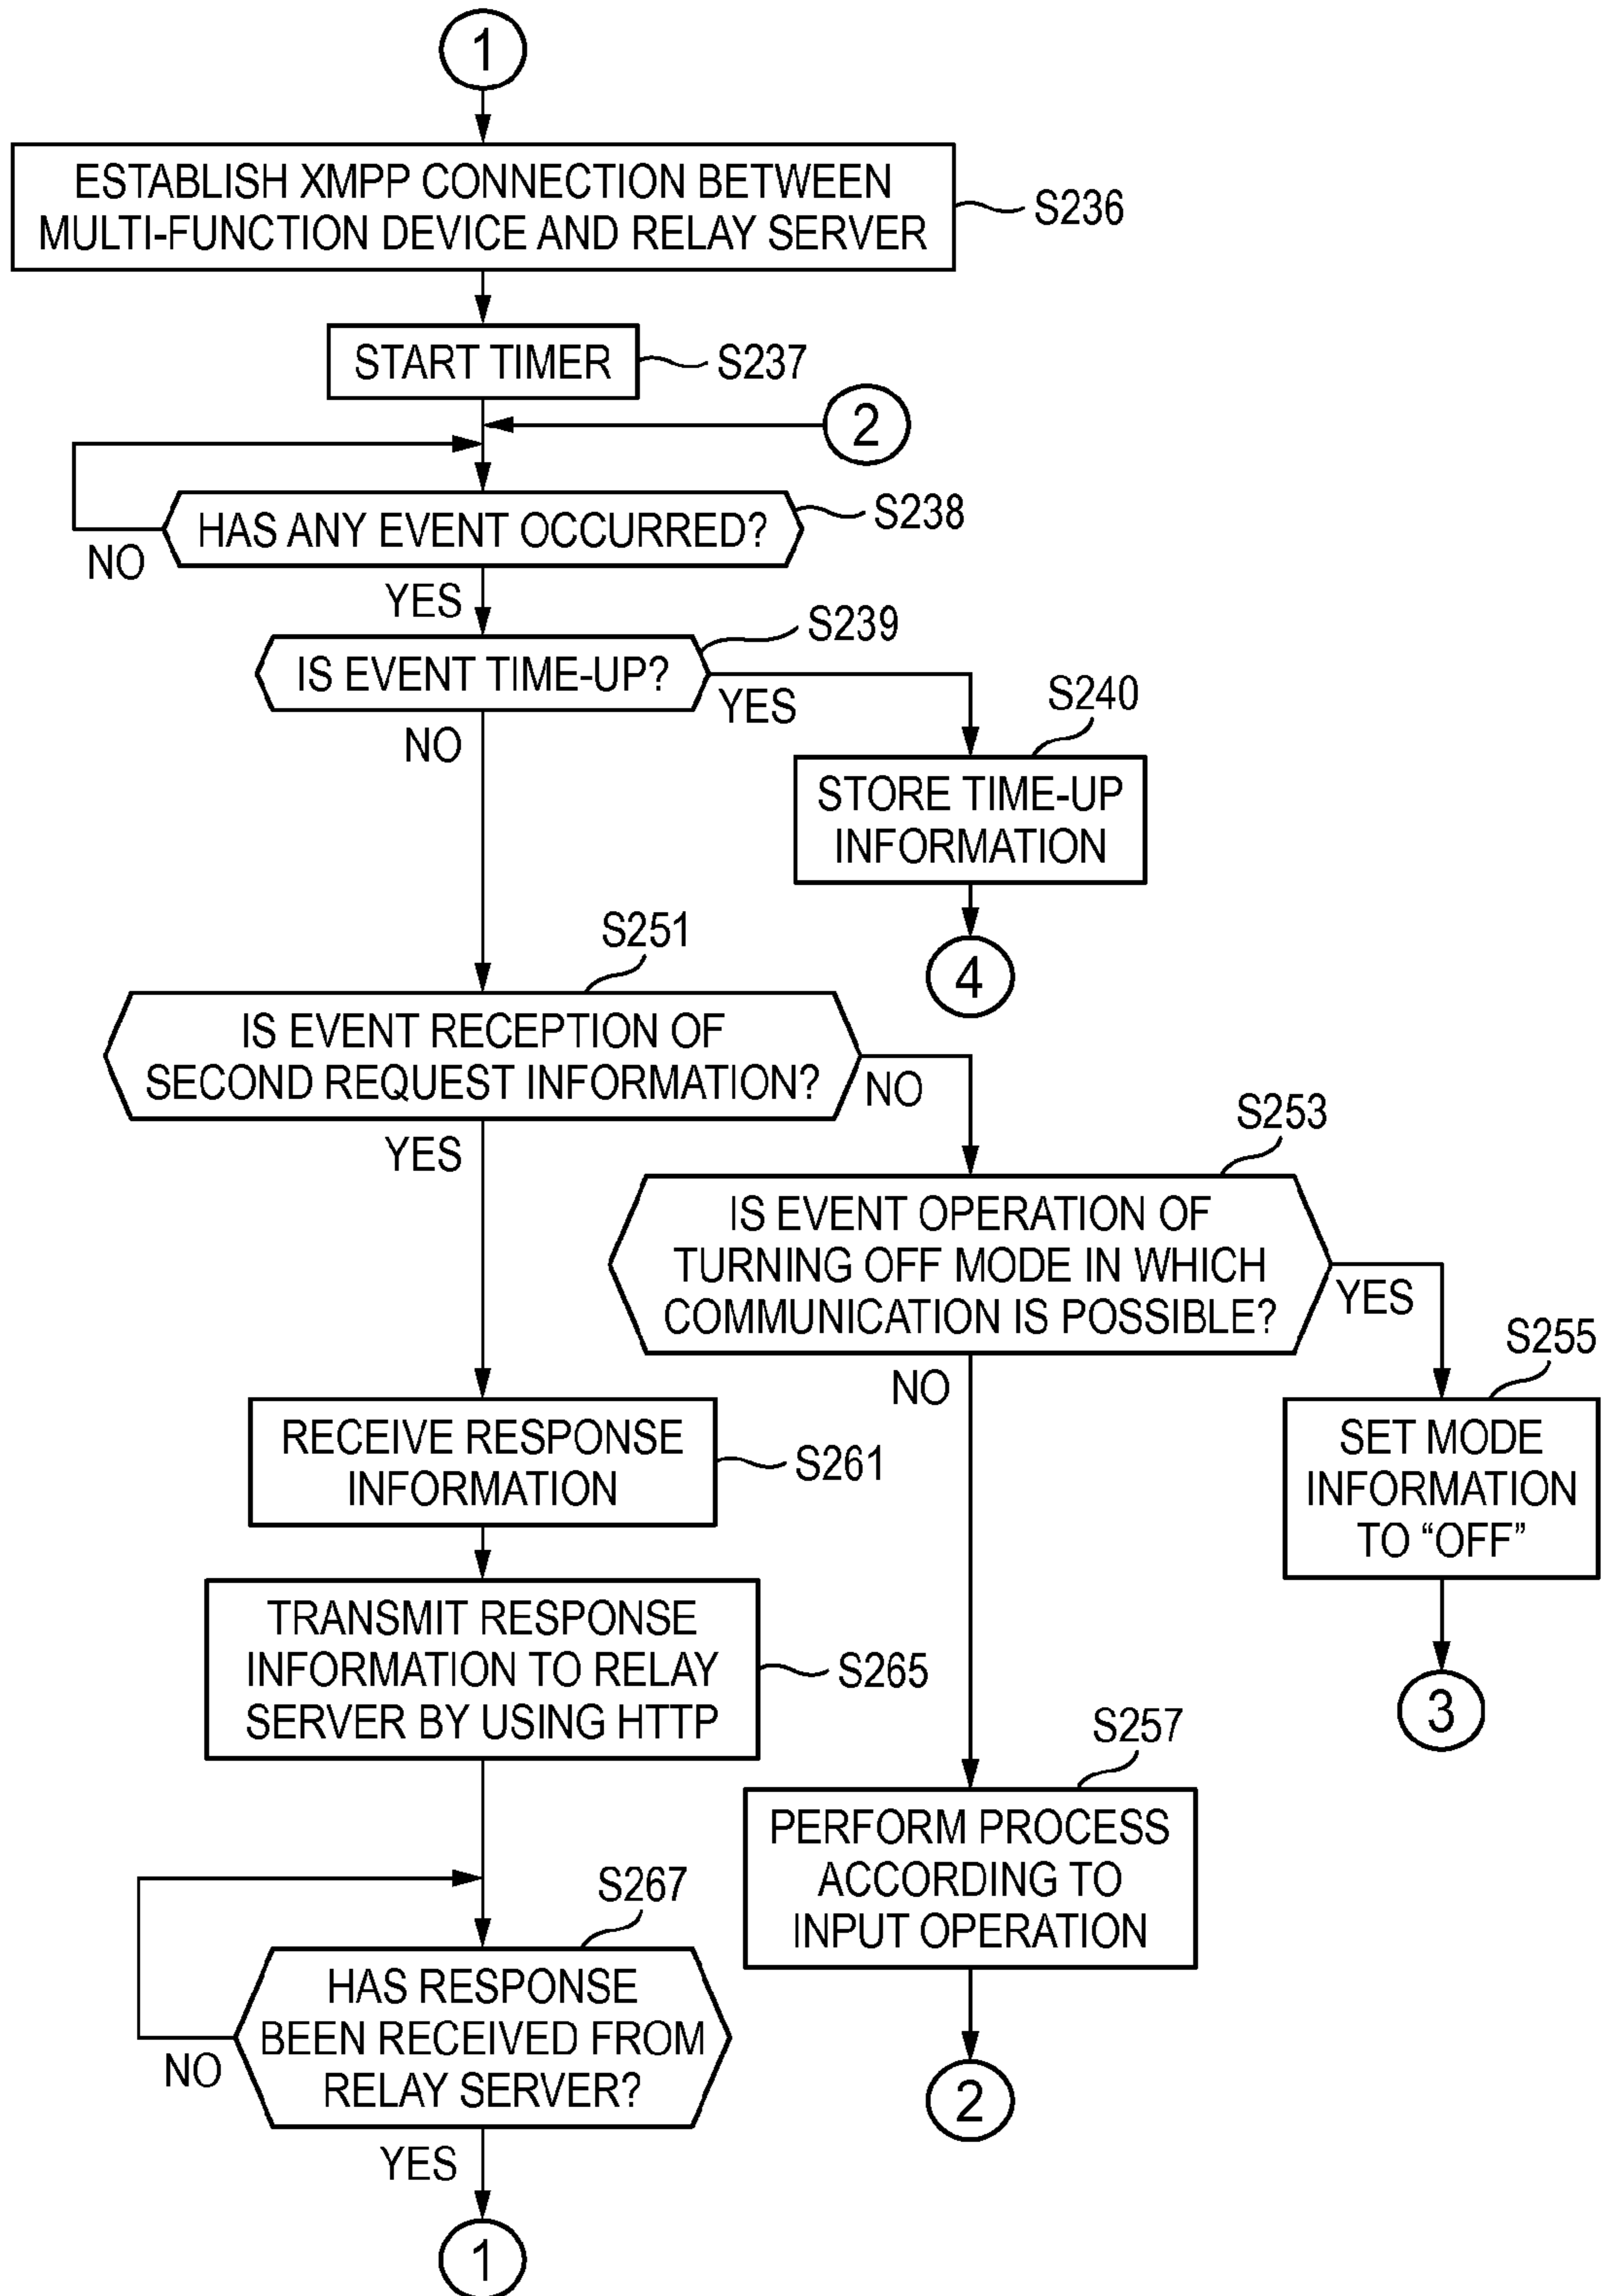 1
ESTABLISH XMPP CONNECTION BETWEEN
MULTI-FUNCTION DEVICE AND RELAY SERVER
S236
START TIMER
S237
2
HAS ANY EVENT OCCURRED?
S238
NO
YES
IS EVENT TIME-UP?
S239
YES
NO
S240
STORE TIME-UP
INFORMATION
4
S251
IS EVENT RECEPTION OF
SECOND REQUEST INFORMATION?
NO
YES
S253
IS EVENT OPERATION OF
TURNING OFF MODE IN WHICH
COMMUNICATION IS POSSIBLE?
YES
NO
S255
SET MODE
INFORMATION
TO “OFF”
3
RECEIVE RESPONSE
INFORMATION
S261
TRANSMIT RESPONSE
INFORMATION TO RELAY
SERVER BY USING HTTP
S265
S257
PERFORM PROCESS
ACCORDING TO
INPUT OPERATION
2
S267
HAS RESPONSE
BEEN RECEIVED FROM
RELAY SERVER?
NO
YES
1